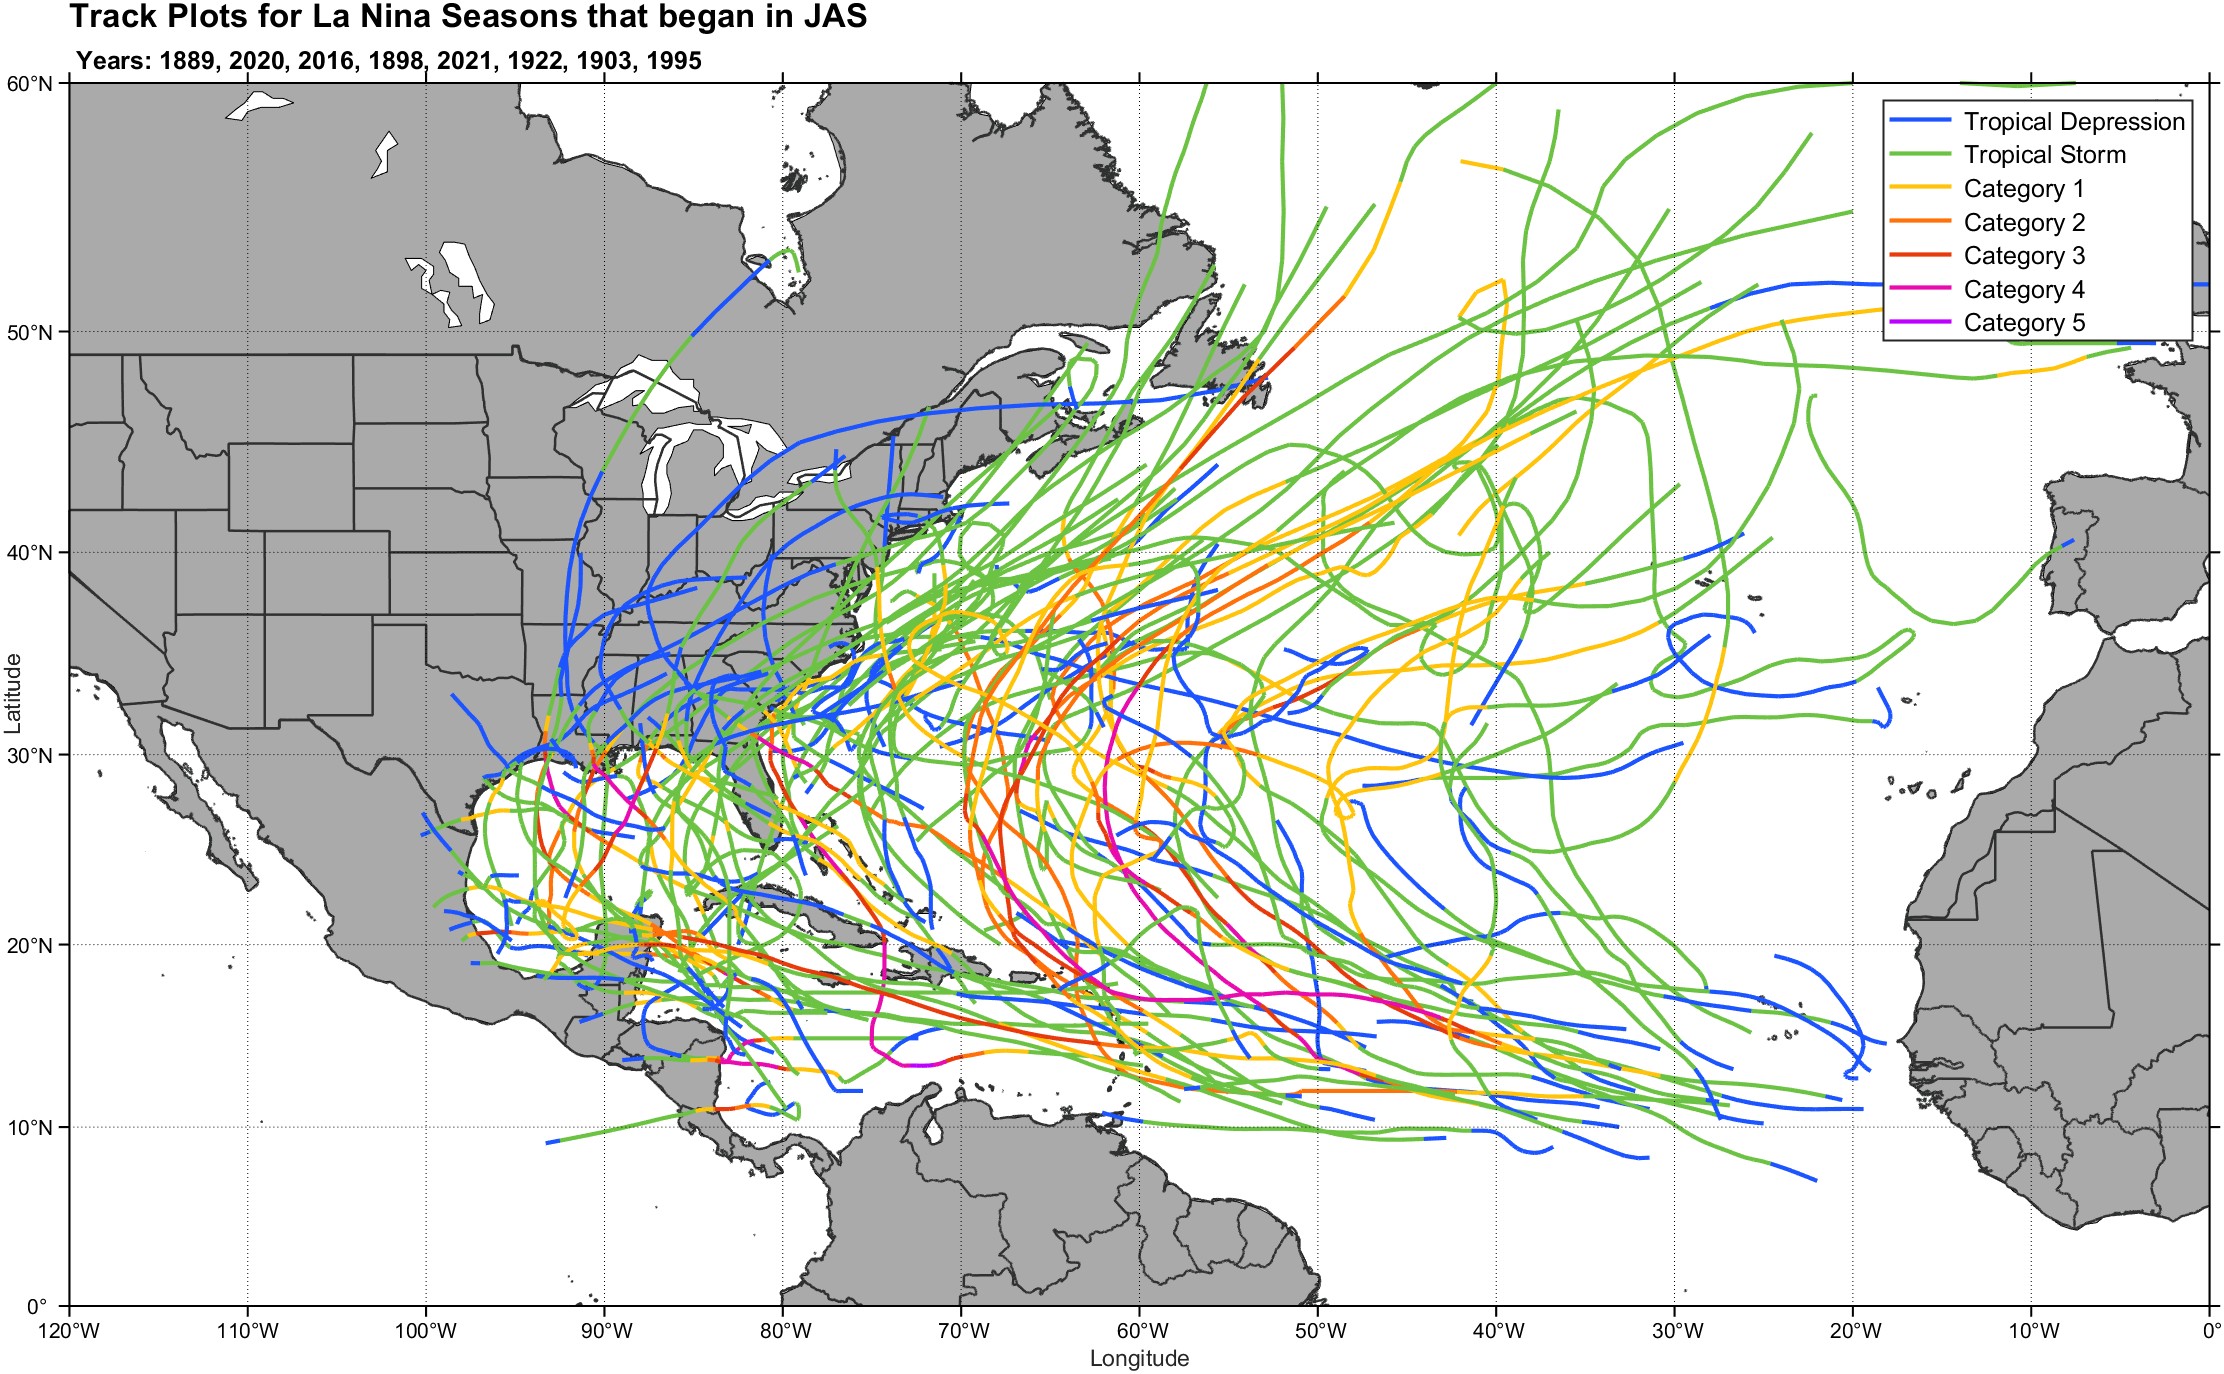 Track Plots for La Nina Seasons that began in JAS
Years: 1889, 2020, 2016, 1898, 2021, 1922, 1903, 1995
60°N
50°N
40°N
30°N
20°N
10°N
0°
Latitude
Tropical Depression
Tropical Storm
Category 1
Category 2
Category 3
Category 4
Category 5
120°W 110°W 100°W 90°W 80°W 70°W 60°W 50°W 40°W 30°W 20°W 10°W 0°
Longitude